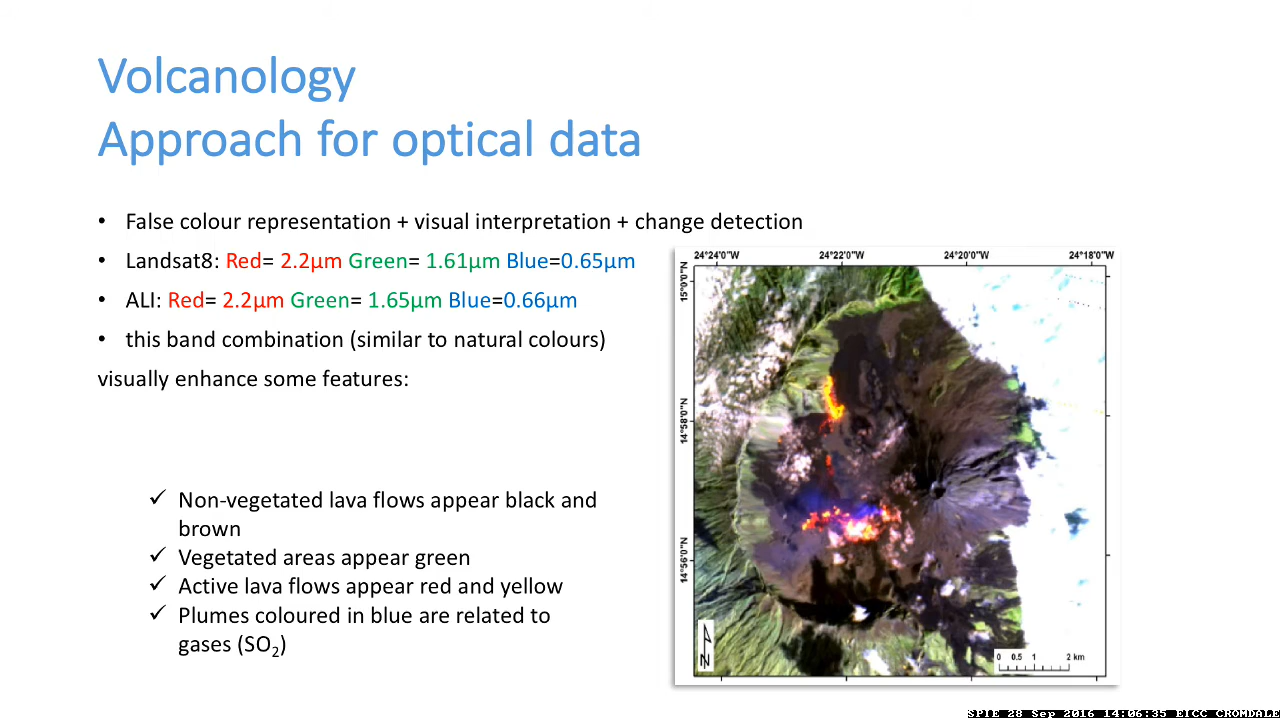 Volcanology
Approach for optical data
• False colour representation + visual interpretation + change detection
• Landsat8: Red= 2.2µm Green= 1.61µm Blue=0.65µm
• ALI: Red= 2.2µm Green= 1.65µm Blue=0.66µm
• this band combination (similar to natural colours)
visually enhance some features:
✓ Non-vegetated lava flows appear black and
brown
✓ Vegetated areas appear green
✓ Active lava flows appear red and yellow
✓ Plumes coloured in blue are related to
gases (SO₂)
24°24'0"W 24°22'0"W 24°20'0"W 24°18'0"W
15°0'0"N
14°58'0"N
14°56'0"N
N
0 0.5 1 2 km
SPIE 28 Sep 2016 14:06:35 EICC CROMDALE